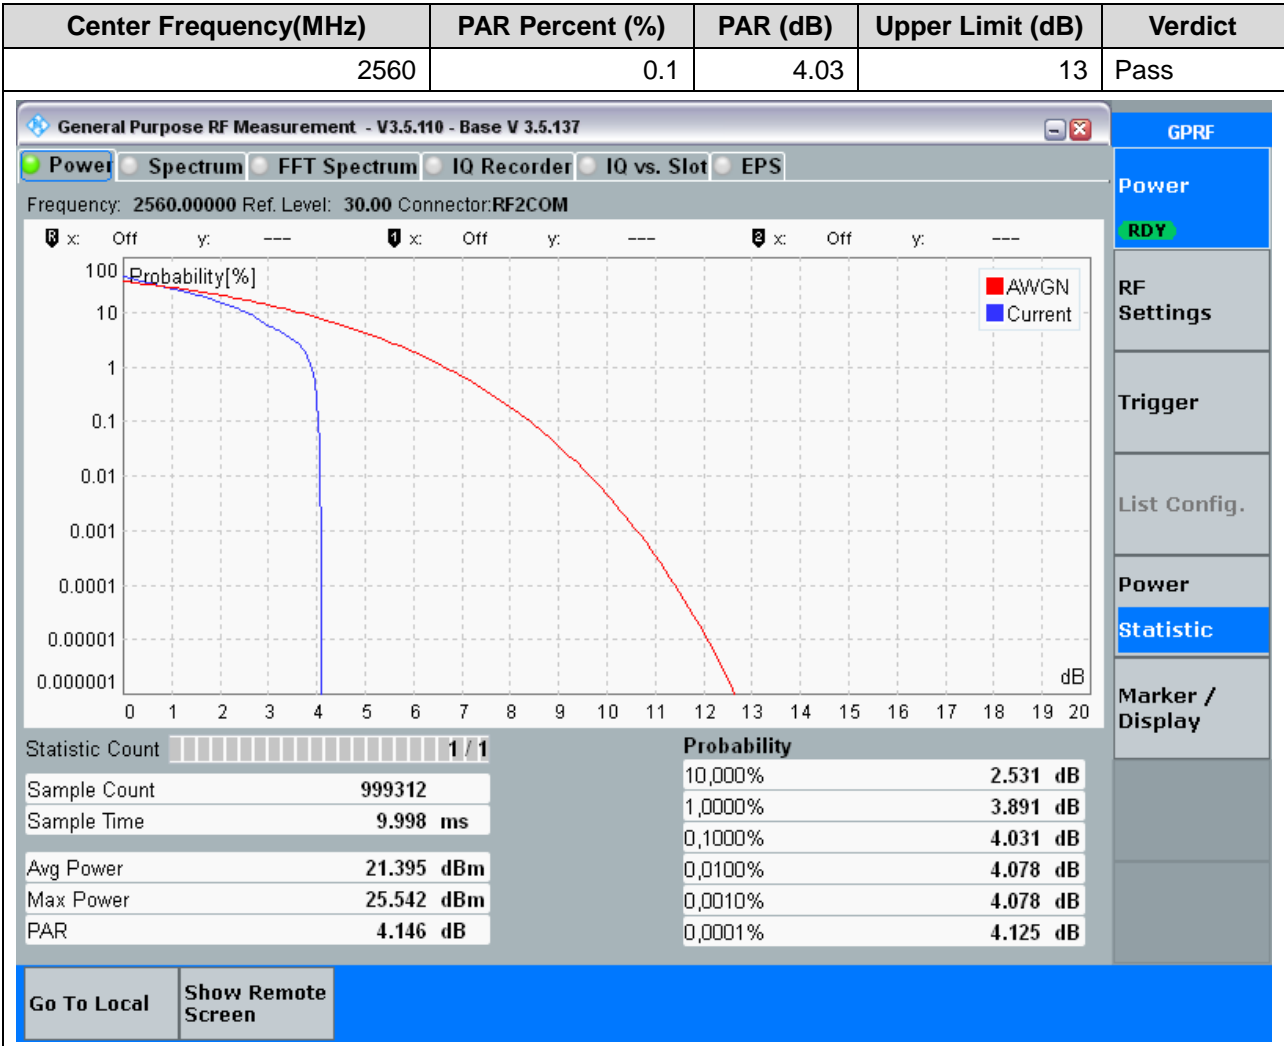 Center Frequency(MHz) PAR Percent (%) PAR (dB) Upper Limit (dB) Verdict
2560 0.1 4.03 13 Pass
General Purpose RF Measurement - V3.5.110 - Base V 3.5.137
GPRF
Power Spectrum FFT Spectrum IQ Recorder IQ vs. Slot EPS
Frequency: 2560.00000 Ref. Level: 30.00 Connector:RF2COM
R x: Off y: --- 1 x: Off y: --- 2 x: Off y: ---
Probability[%]
AWGN
Current
100
10
1
0.1
0.01
0.001
0.0001
0.00001
0.000001
dB
0 1 2 3 4 5 6 7 8 9 10 11 12 13 14 15 16 17 18 19 20
Statistic Count 1 / 1
Sample Count 999312
Sample Time 9.998 ms
Avg Power 21.395 dBm
Max Power 25.542 dBm
PAR 4.146 dB
Probability
10,000% 2.531 dB
1,0000% 3.891 dB
0,1000% 4.031 dB
0,0100% 4.078 dB
0,0010% 4.078 dB
0,0001% 4.125 dB
Power
RDY
RF
Settings
Trigger
List Config.
Power
Statistic
Marker /
Display
Go To Local
Show Remote
Screen